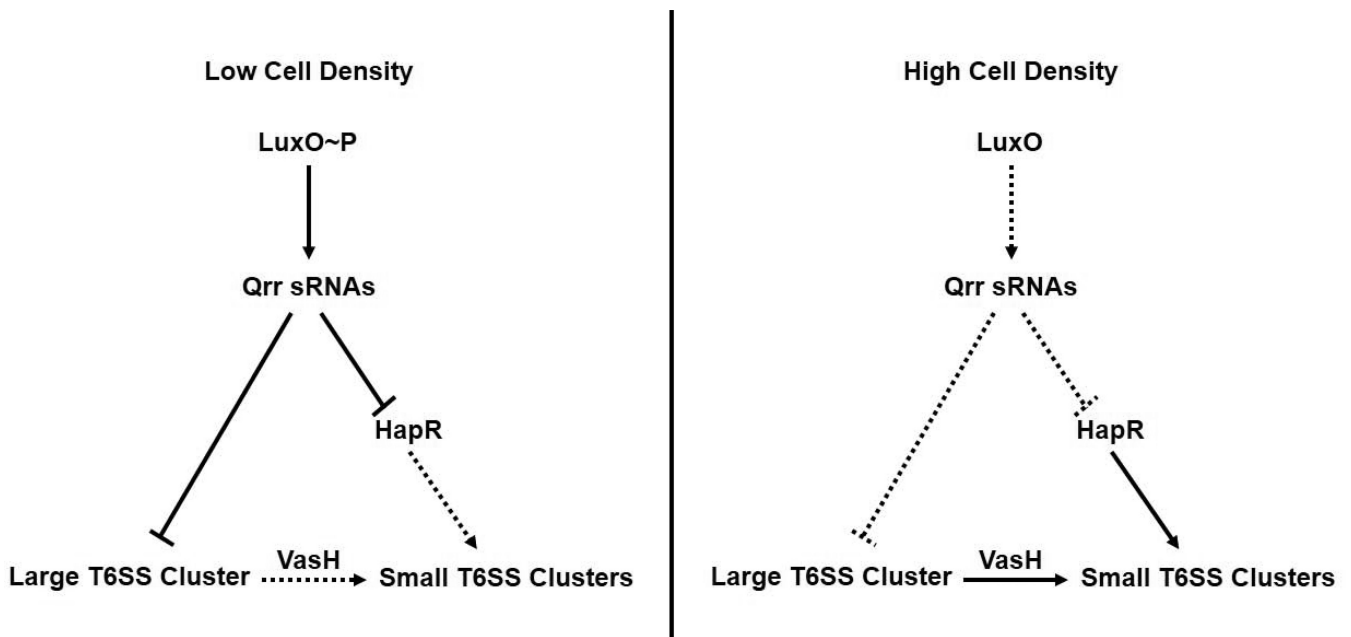 Low Cell Density
LuxO~P
Qrr sRNAs
HapR
VasH
Large T6SS Cluster
Small T6SS Clusters
High Cell Density
LuxO
Qrr sRNAs
HapR
VasH
Large T6SS Cluster
Small T6SS Clusters